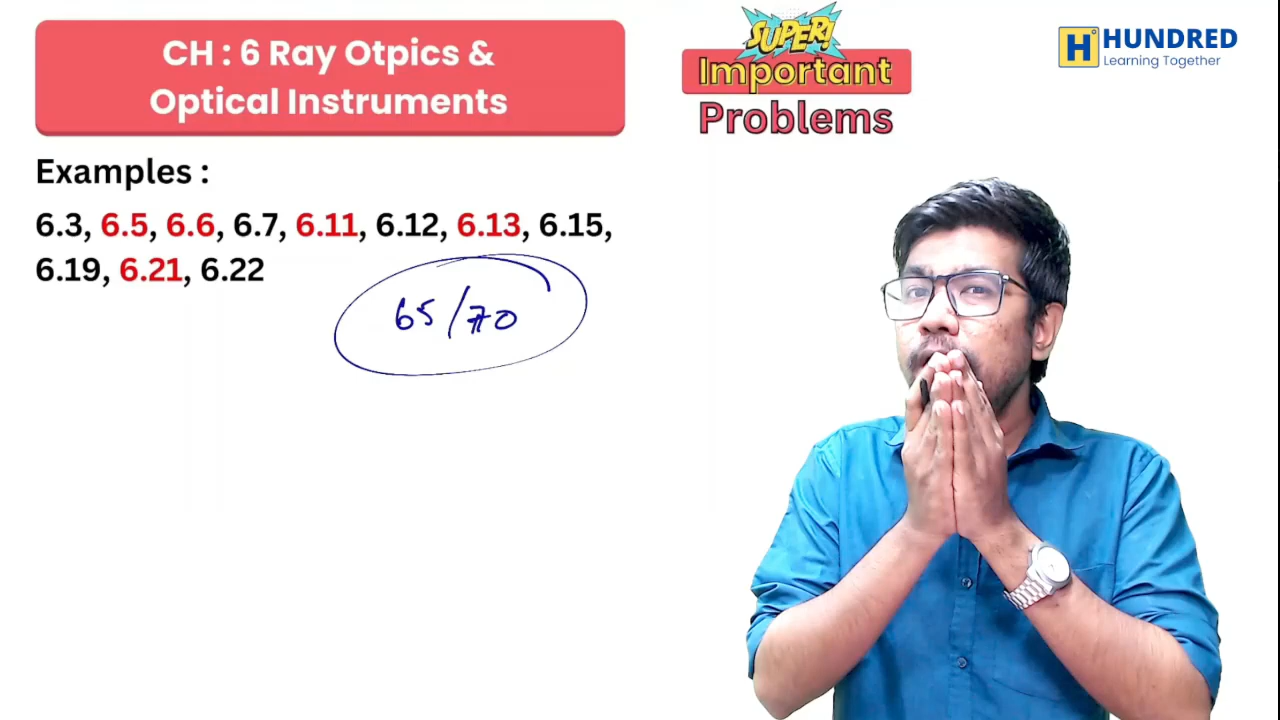 CH : 6 Ray Otpics &
Optical Instruments
SUPER!
Important
Problems
H HUNDRED
Learning Together
Examples :
6.3, 6.5, 6.6, 6.7, 6.11, 6.12, 6.13, 6.15,
6.19, 6.21, 6.22
65/70